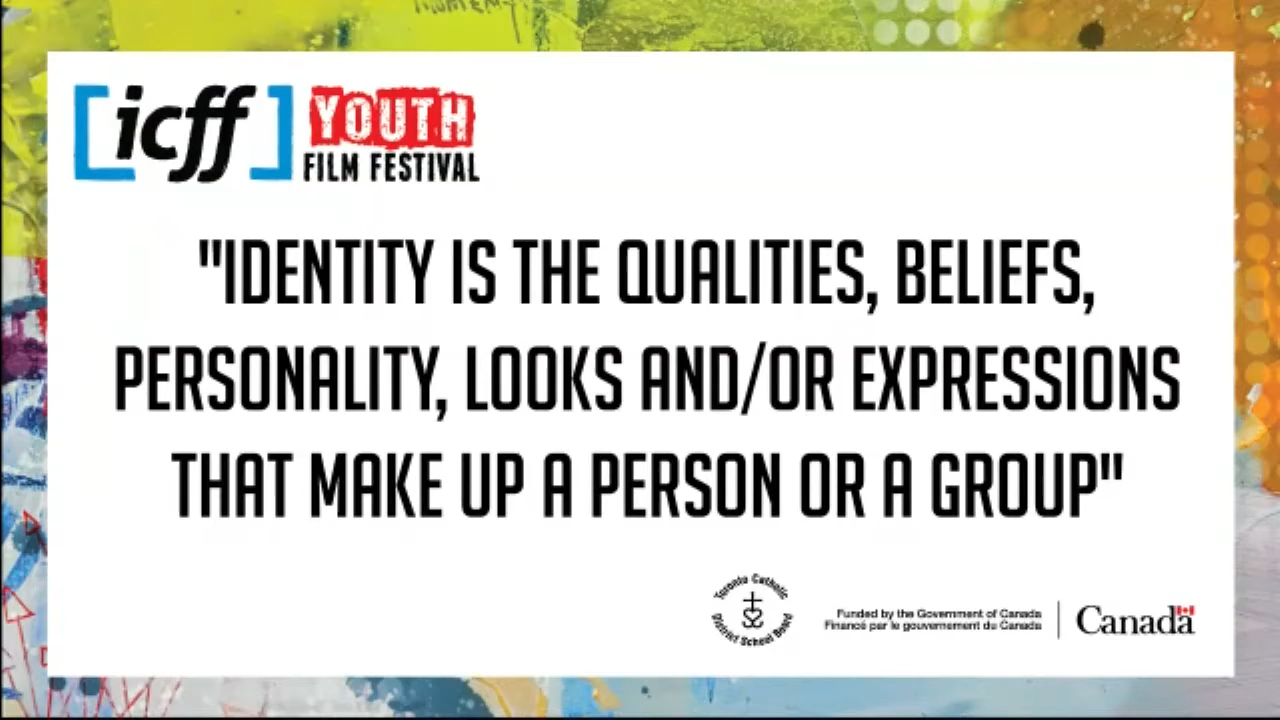 [icff]
YOUTH
FILM FESTIVAL
"IDENTITY IS THE QUALITIES, BELIEFS,
PERSONALITY, LOOKS AND/OR EXPRESSIONS
THAT MAKE UP A PERSON OR A GROUP"
Toronto Catholic
District School Board
Funded by the Government of Canada
Financé par le gouvernement du Canada
Canada